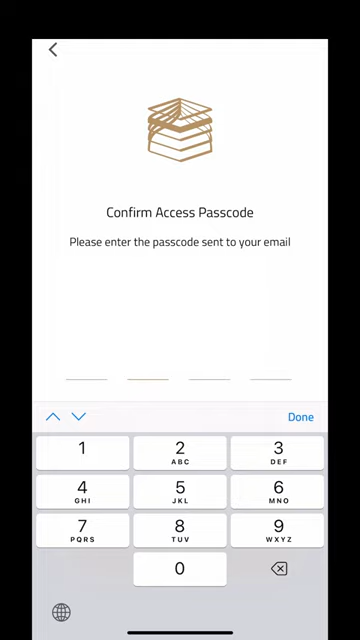 Confirm Access Passcode
Please enter the passcode sent to your email
Done
1
2
ABC
3
DEF
4
GHI
5
JKL
6
MNO
7
PQRS
8
TUV
9
WXYZ
0